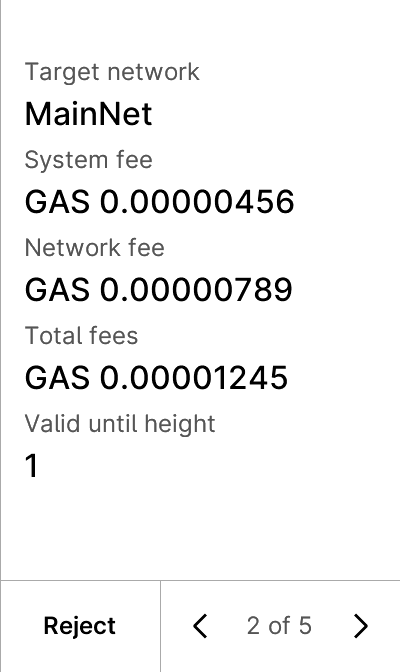 Target network
MainNet
System fee
GAS 0.00000456
Network fee
GAS 0.00000789
Total fees
GAS 0.00001245
Valid until height
1
Reject
2 of 5